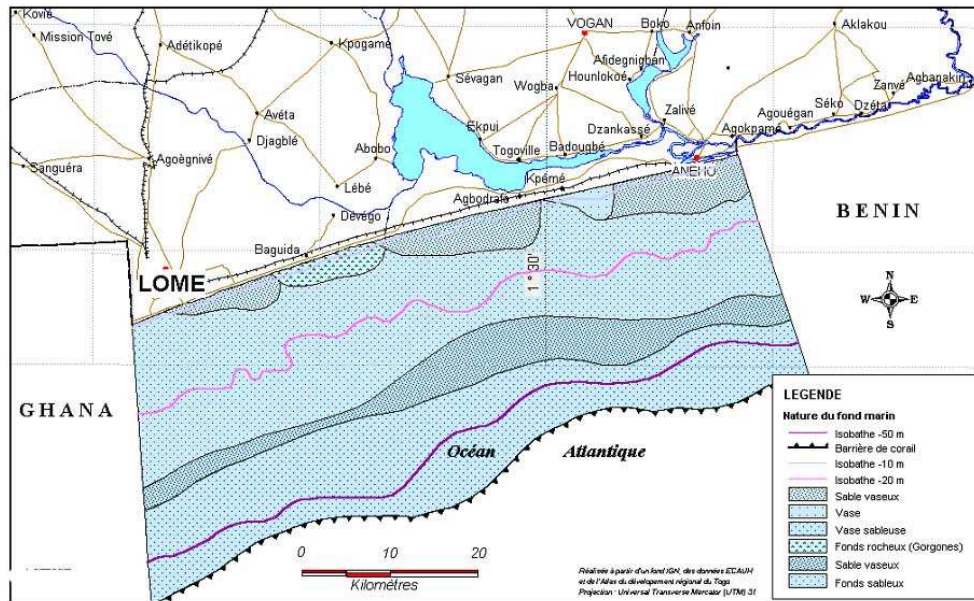 Kovié
Mission Tové
Adétikopé
Kpogame
VOGAN
Boko
Anfoin
Aklakou
Sévagan
Afidegnigban
Hounlokoé
Wogba
Zalivé
Agouégan
Séko
Dzéta
Zanvé
Agbanakin
Avéta
Djagblé
Ekpui
Togoville
Badougbé
Dzankassé
Agokpamé
Sanguéra
Agoègnivé
Abobo
Lébé
Kpémé
ANEHO
Agbodrafo
Dévégo
Baguida
BENIN
LOME
1° 30'
N
W
E
S
GHANA
Océan Atlantique
LEGENDE
Nature du fond marin
Isobathe -50 m
Barrière de corail
Isobathe -10 m
Isobathe -20 m
Sable vaseux
Vase
Vase sableuse
Fonds rocheux (Gorgones)
Sable vaseux
Fonds sableux
0 10 20
Kilométres
Réalisée à partir d'un fond IGN, des données ECAUH
et de l'Atlas du développement régional du Togo
Projection : Universal Transverse Mercator (UTM) 31